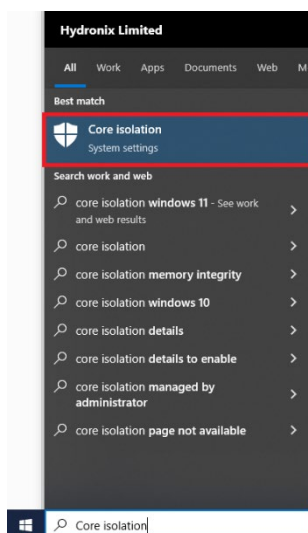 Hydronix Limited
All Work Apps Documents Web M
Best match
Core isolation
System settings
Search work and web
core isolation windows 11 - See work
and web results
core isolation
core isolation memory integrity
core isolation windows 10
core isolation details
core isolation details to enable
core isolation managed by
administrator
core isolation page not available
Core isolation